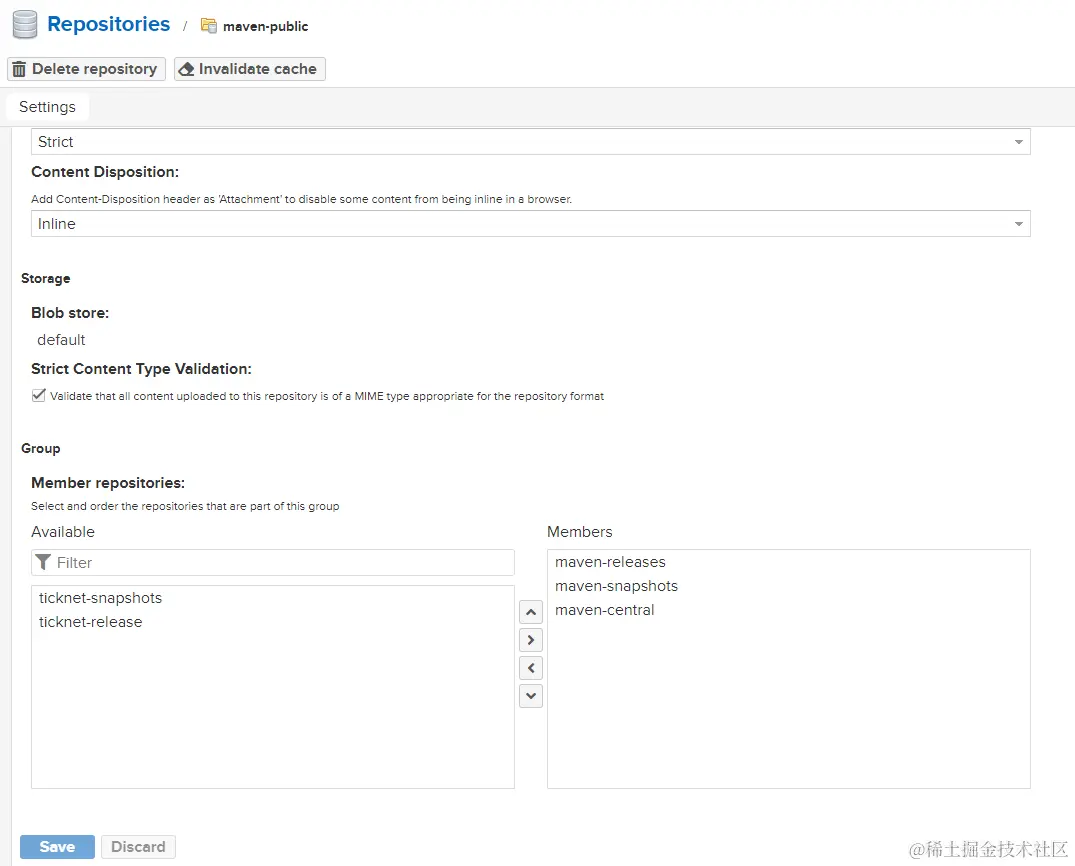 Repositories / maven-public
Delete repository Invalidate cache
Settings
Strict
Content Disposition:
Add Content-Disposition header as 'Attachment' to disable some content from being inline in a browser.
Inline
Storage
Blob store:
default
Strict Content Type Validation:
Validate that all content uploaded to this repository is of a MIME type appropriate for the repository format
Group
Member repositories:
Select and order the repositories that are part of this group
Available
Filter
ticknet-snapshots
ticknet-release
Members
maven-releases
maven-snapshots
maven-central
Save Discard
@稀土掘金技术社区